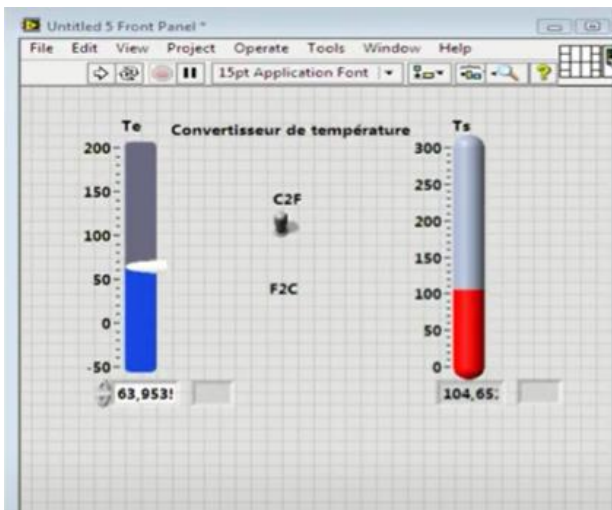 Untitled 5 Front Panel *
File Edit View Project Operate Tools Window Help
15pt Application Font
Te Convertisseur de température Ts
200 300
150 250
C2F
100 200
50 150
F2C
0 100
-50 50
0
63,953 104,65